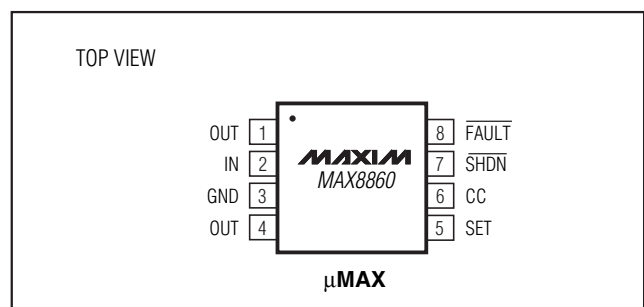 TOP VIEW
OUT 1
IN 2
GND 3
OUT 4
MAXIM
MAX8860
8 FAULT
7 SHDN
6 CC
5 SET
μMAX